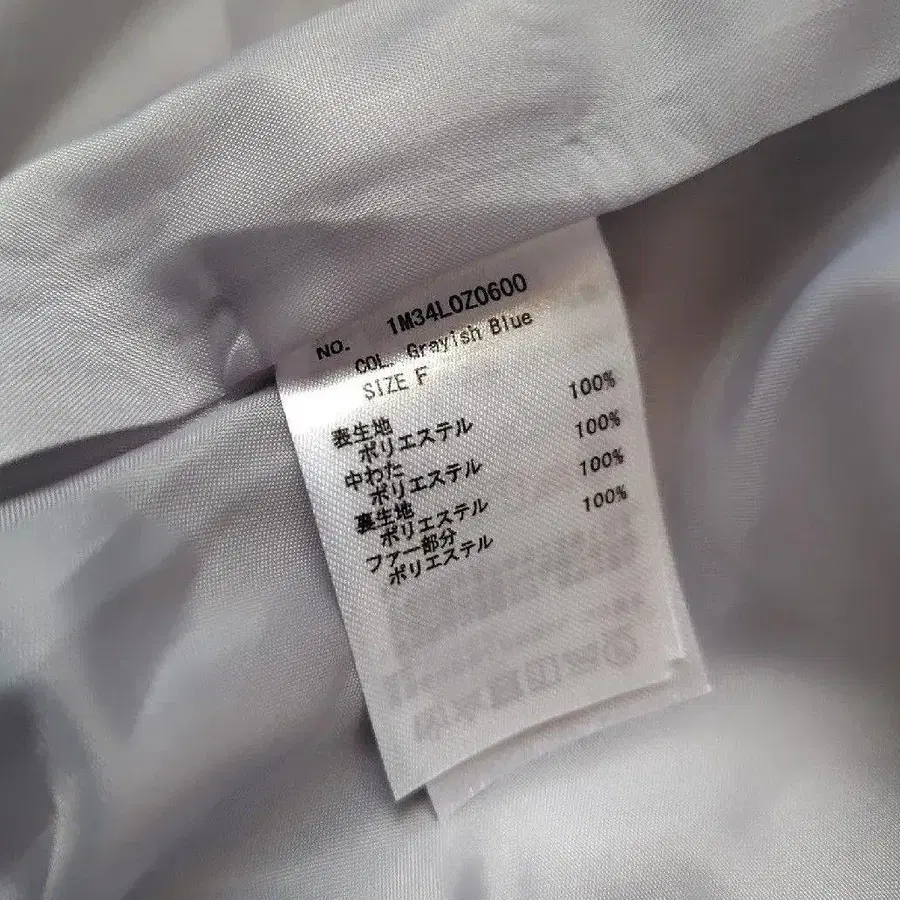 NO. 1M34L0Z0600
COL. Grayish Blue
SIZE F
表生地
ポリエステル 100%
中わた
ポリエステル 100%
裏生地
ポリエステル 100%
ファー部分
ポリエステル 100%